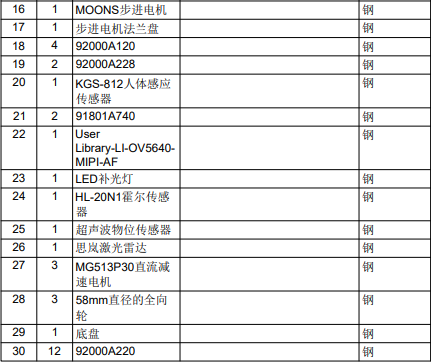 16 1 MOONS步进电机 钢
17 1 步进电机法兰盘 钢
18 4 92000A120 钢
19 2 92000A228 钢
20 1 KGS-812人体感应 钢
传感器
21 2 91801A740 钢
22 1 User 钢
Library-LI-OV5640-
MIPI-AF
23 1 LED补光灯 钢
24 1 HL-20N1霍尔传感 钢
器
25 1 超声波物位传感器 钢
26 1 思岚激光雷达 钢
27 3 MG513P30直流减 钢
速电机
28 3 58mm直径的全向 钢
轮
29 1 底盘 钢
30 12 92000A220 钢